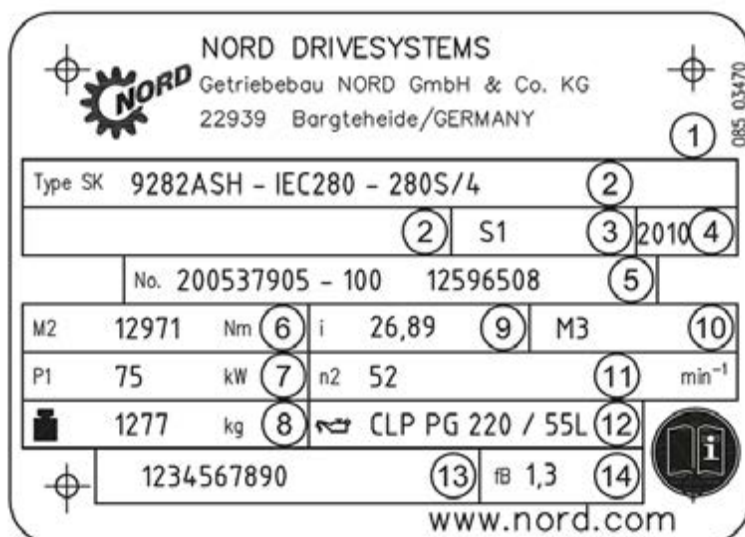 NORD DRIVESYSTEMS
NORD
Getriebebau NORD GmbH & Co. KG
22939 Bargteheide/GERMANY
085 03470
1
Type SK 9282ASH - IEC280 - 280S/4 2
2 S1 3 2010 4
No. 200537905 - 100 12596508 5
M2 12971 Nm 6 i 26,89 9 M3 10
P1 75 kW 7 n2 52 11 min⁻¹
1277 kg 8 CLP PG 220 / 55L 12
i
1234567890 13 fB 1,3 14
www.nord.com